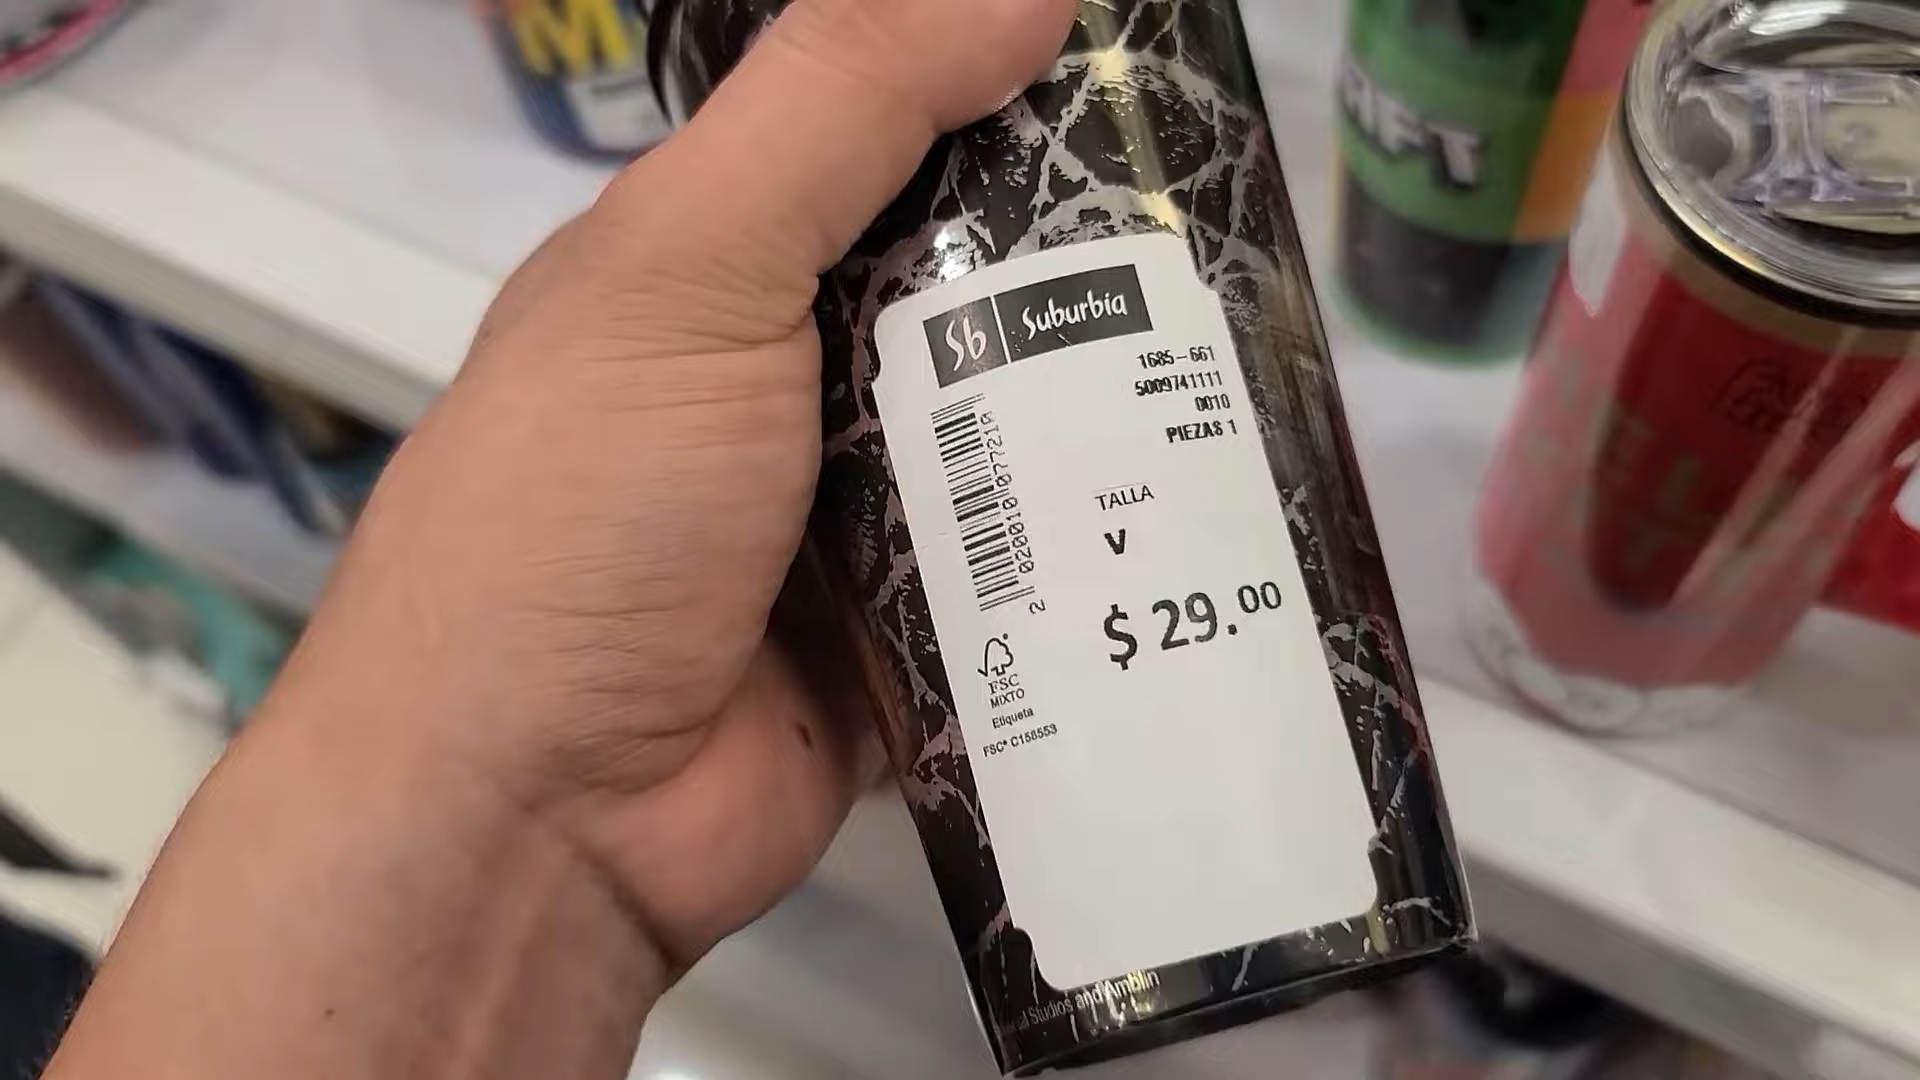 Sb Suburbia
1685-661
5009741111
0010
PIEZAS 1
TALLA
V
$ 29.00
FSC
MIXTO
Etiqueta
FSC® C158553
Studios and Amblin